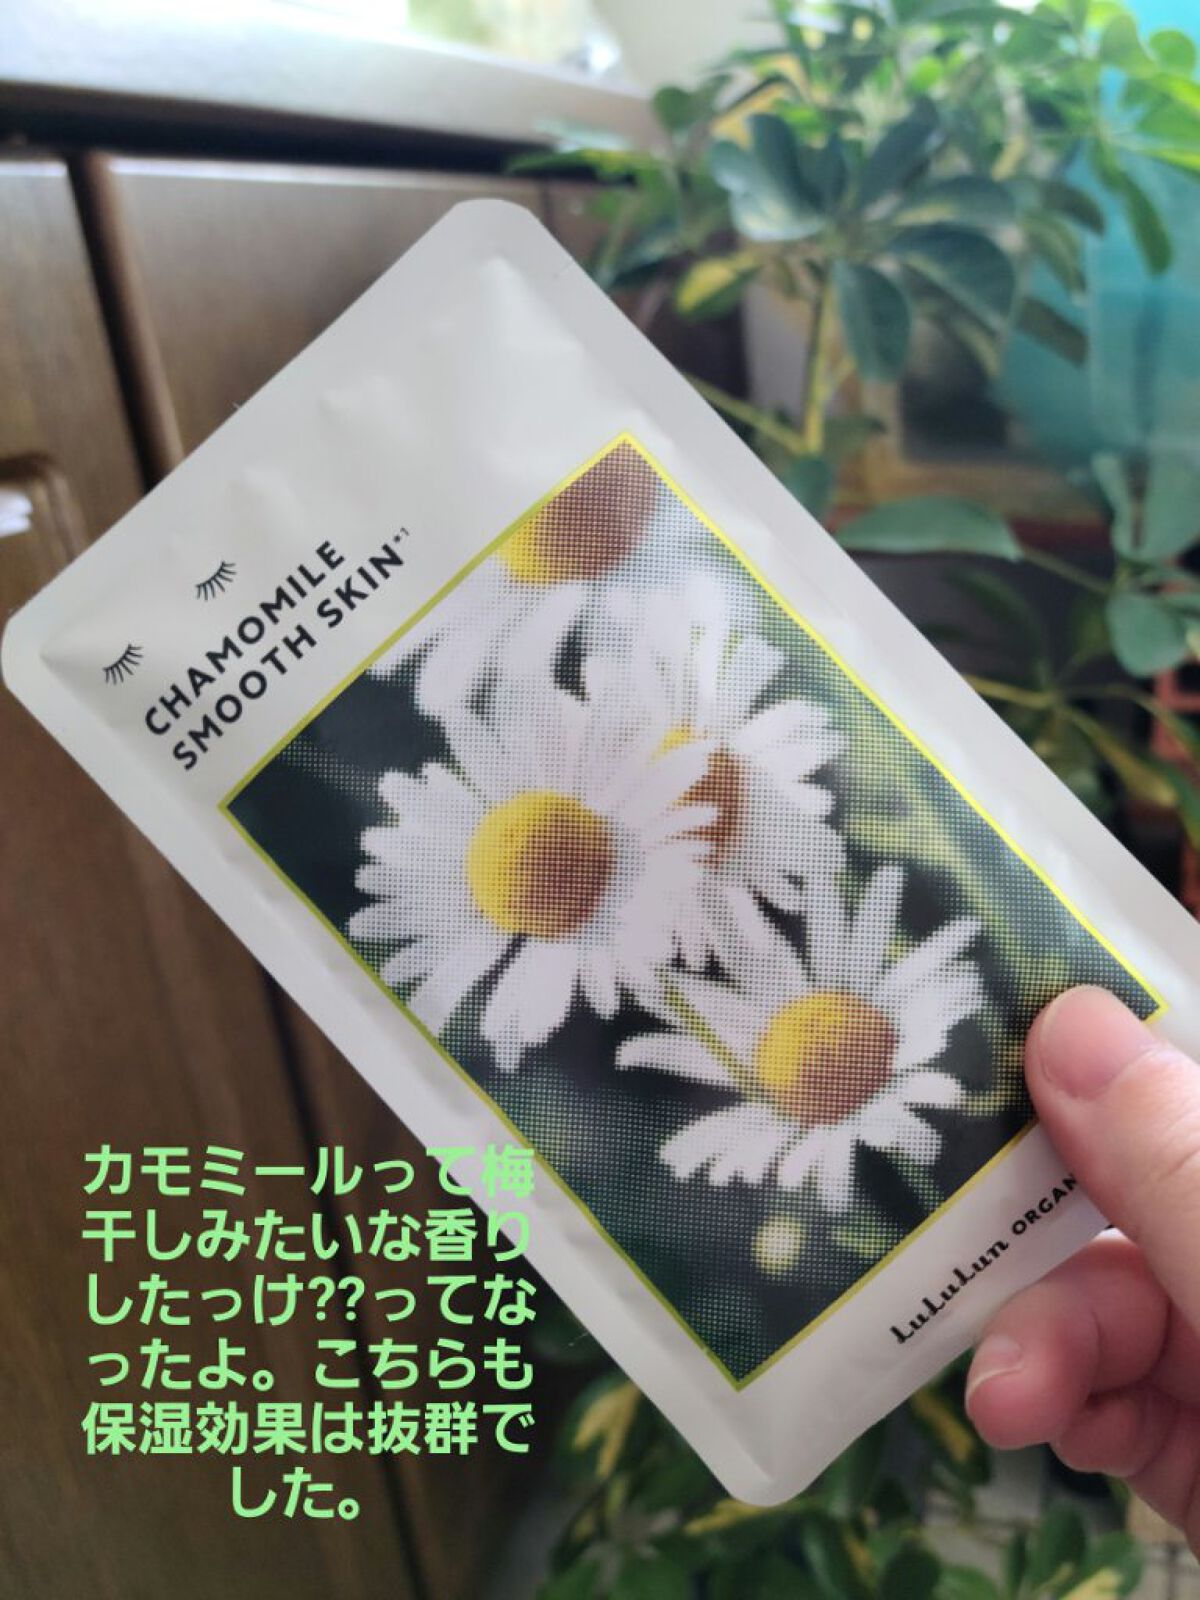 CHAMOMILE
SMOOTH SKIN*1
LuLuLun ORGAN
カモミールって梅
干しみたいな香り
したっけ??ってな
ったよ。こちらも
保湿効果は抜群で
した。